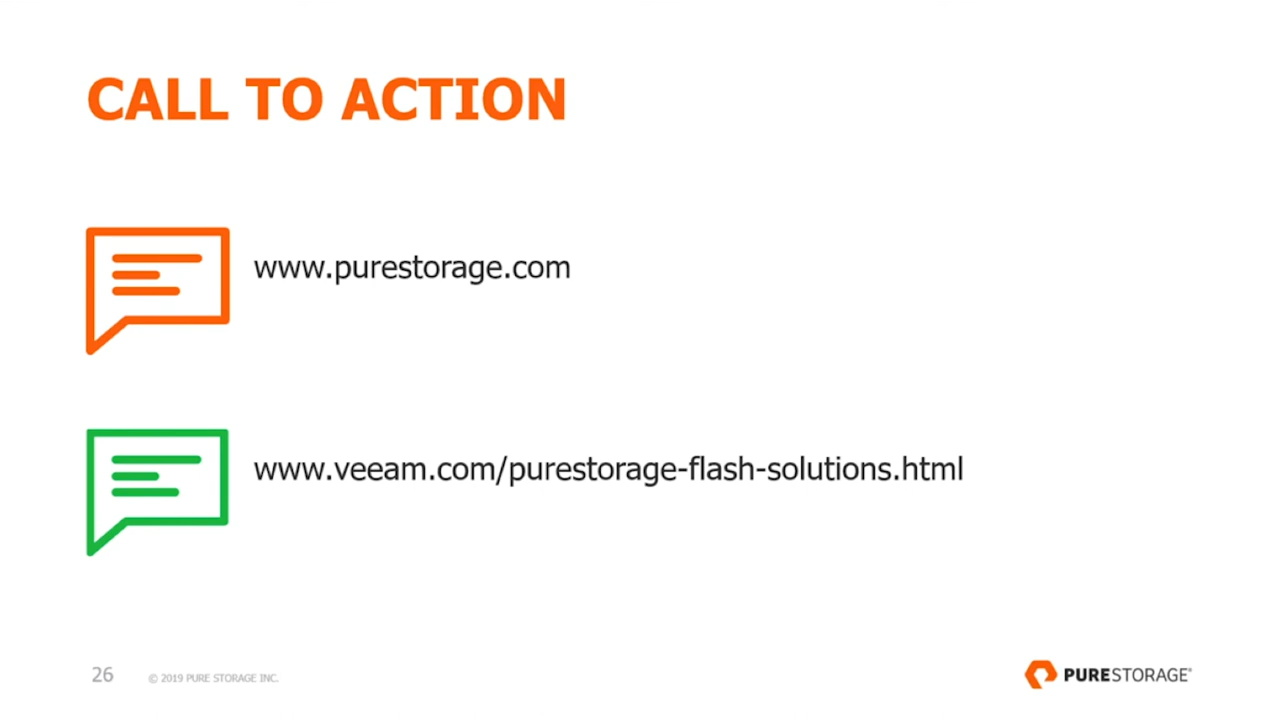 CALL TO ACTION
www.purestorage.com
www.veeam.com/purestorage-flash-solutions.html
26
© 2019 PURE STORAGE INC.
PURESTORAGE®